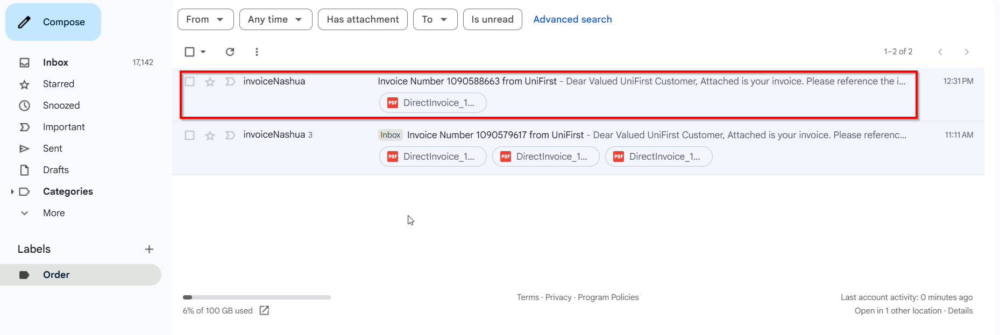 Compose
Inbox 17,142
Starred
Snoozed
Important
Sent
Drafts
Categories
More
Labels
Order
From Any time Has attachment To Is unread Advanced search
1–2 of 2
invoiceNashua Invoice Number 1090588663 from UniFirst - Dear Valued UniFirst Customer, Attached is your invoice. Please reference the i... 12:31 PM
PDF DirectInvoice_1...
invoiceNashua 3 Inbox Invoice Number 1090579617 from UniFirst - Dear Valued UniFirst Customer, Attached is your invoice. Please referenc... 11:11 AM
PDF DirectInvoice_1... PDF DirectInvoice_1... PDF DirectInvoice_1...
6% of 100 GB used
Terms · Privacy · Program Policies
Last account activity: 0 minutes ago
Open in 1 other location · Details